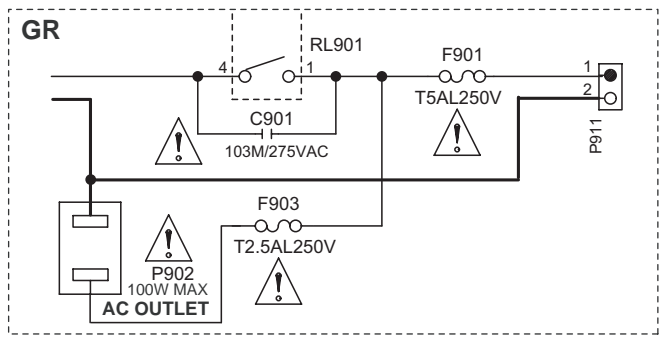 GR
RL901
4
1
F901
T5AL250V
1
2
P911
C901
103M/275VAC
!
!
F903
T2.5AL250V
!
!
P902
100W MAX
AC OUTLET